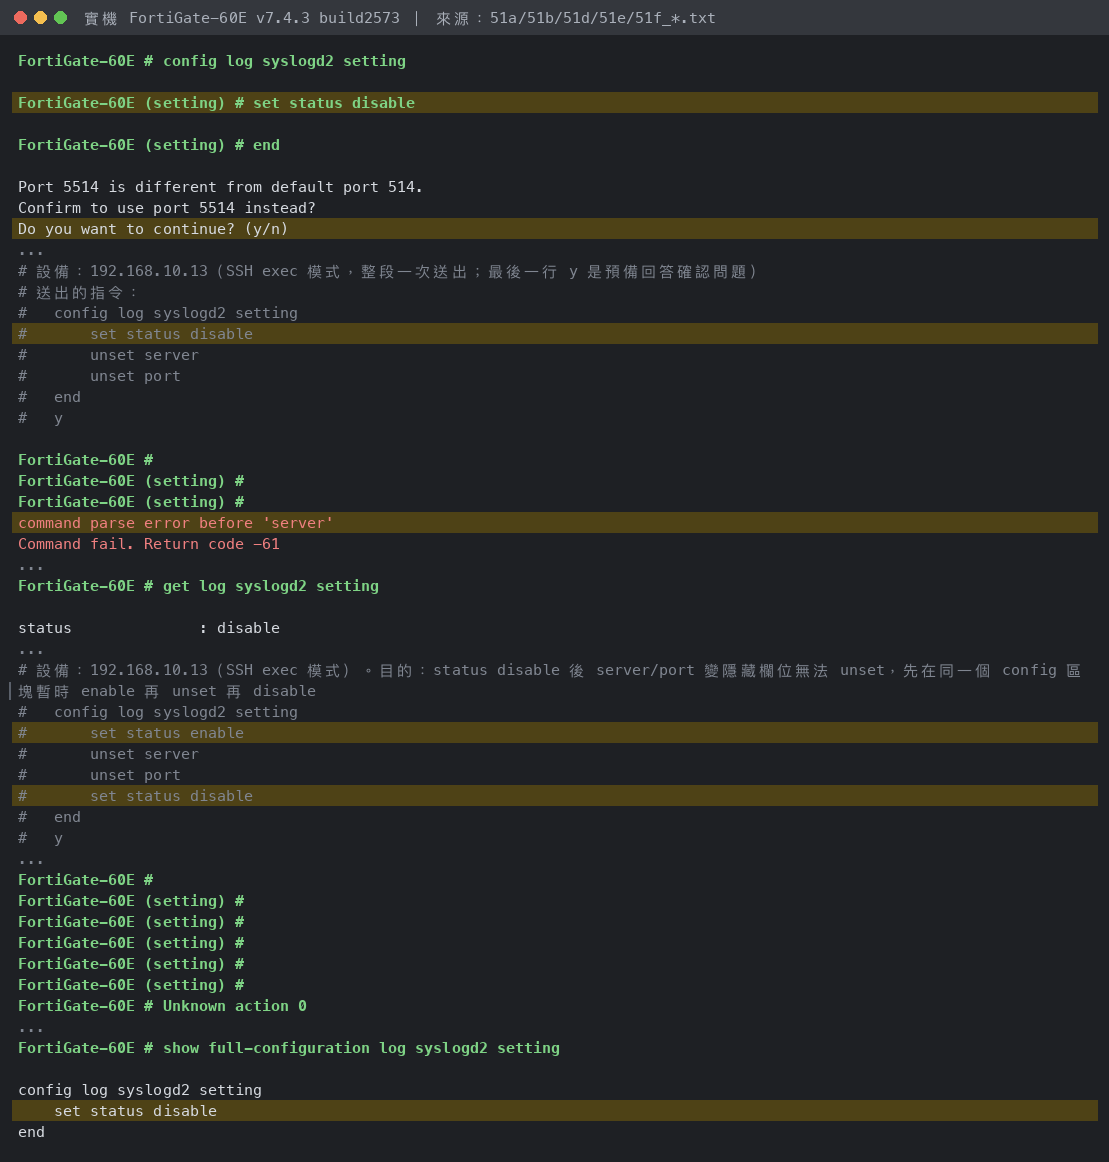 實機 FortiGate-60E v7.4.3 build2573 | 來源：51a/51b/51d/51e/51f_*.txt
FortiGate-60E # config log syslogd2 setting
FortiGate-60E (setting) # set status disable
FortiGate-60E (setting) # end
Port 5514 is different from default port 514.
Confirm to use port 5514 instead?
Do you want to continue? (y/n)
...
# 設備：192.168.10.13（SSH exec 模式，整段一次送出；最後一行 y 是預備回答確認問題）
# 送出的指令：
#   config log syslogd2 setting
#       set status disable
#       unset server
#       unset port
#   end
#   y
FortiGate-60E #
FortiGate-60E (setting) #
FortiGate-60E (setting) #
command parse error before 'server'
Command fail. Return code -61
...
FortiGate-60E # get log syslogd2 setting
status              : disable
...
# 設備：192.168.10.13（SSH exec 模式）。目的：status disable 後 server/port 變隱藏欄位無法 unset，先在同一個 config 區
塊暫時 enable 再 unset 再 disable
#   config log syslogd2 setting
#       set status enable
#       unset server
#       unset port
#       set status disable
#   end
#   y
...
FortiGate-60E #
FortiGate-60E (setting) #
FortiGate-60E (setting) #
FortiGate-60E (setting) #
FortiGate-60E (setting) #
FortiGate-60E (setting) #
FortiGate-60E # Unknown action 0
...
FortiGate-60E # show full-configuration log syslogd2 setting
config log syslogd2 setting
    set status disable
end